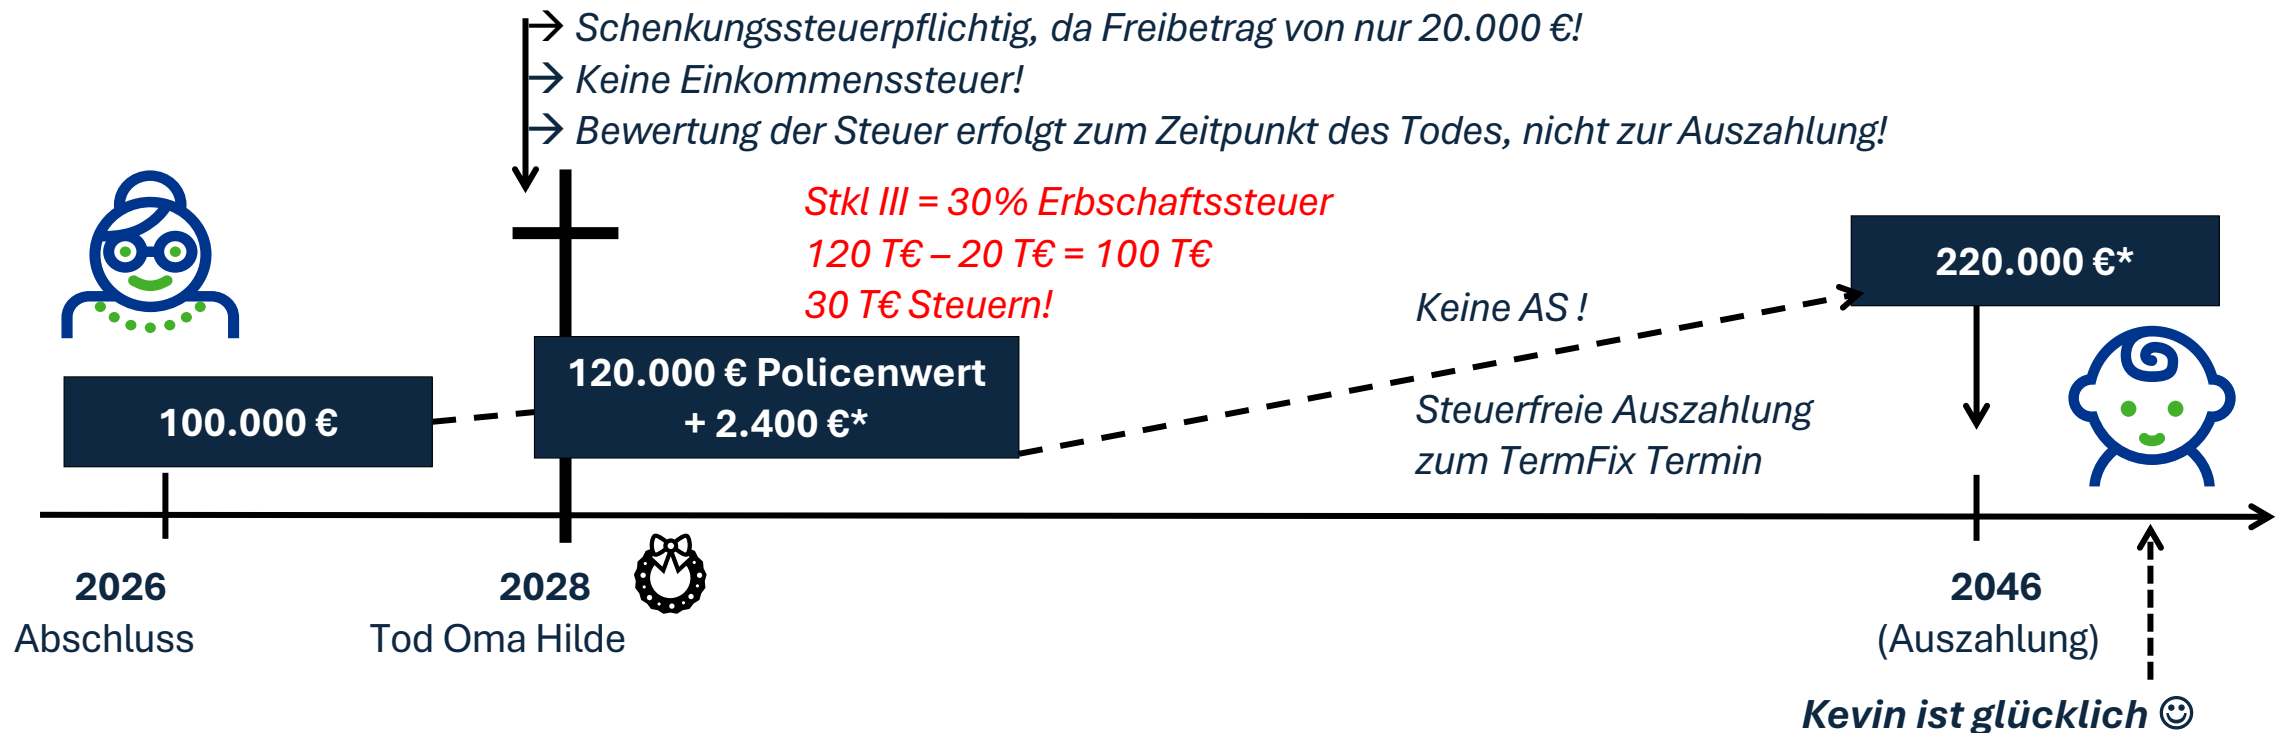 → Schenkungssteuerpflichtig, da Freibetrag von nur 20.000 €!
→ Keine Einkommenssteuer!
→ Bewertung der Steuer erfolgt zum Zeitpunkt des Todes, nicht zur Auszahlung!
Stkl III = 30% Erbschaftssteuer
120 T€ – 20 T€ = 100 T€
30 T€ Steuern!
220.000 €*
Keine AS !
120.000 € Policenwert
+ 2.400 €*
100.000 €
Steuerfreie Auszahlung
zum TermFix Termin
2026
Abschluss
2028
Tod Oma Hilde
2046
(Auszahlung)
Kevin ist glücklich ☺